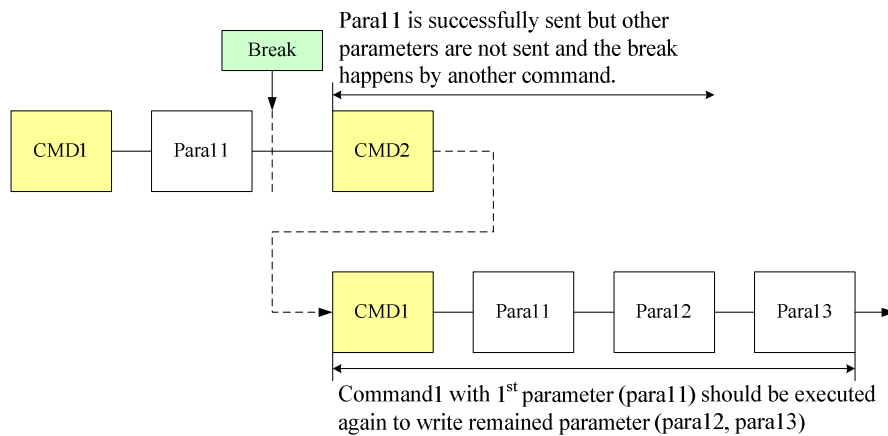 Para11 is successfully sent but other
parameters are not sent and the break
happens by another command.
Break
CMD1
Para11
CMD2
CMD1
Para11
Para12
Para13
Command1 with 1st parameter (para11) should be executed
again to write remained parameter (para12, para13)